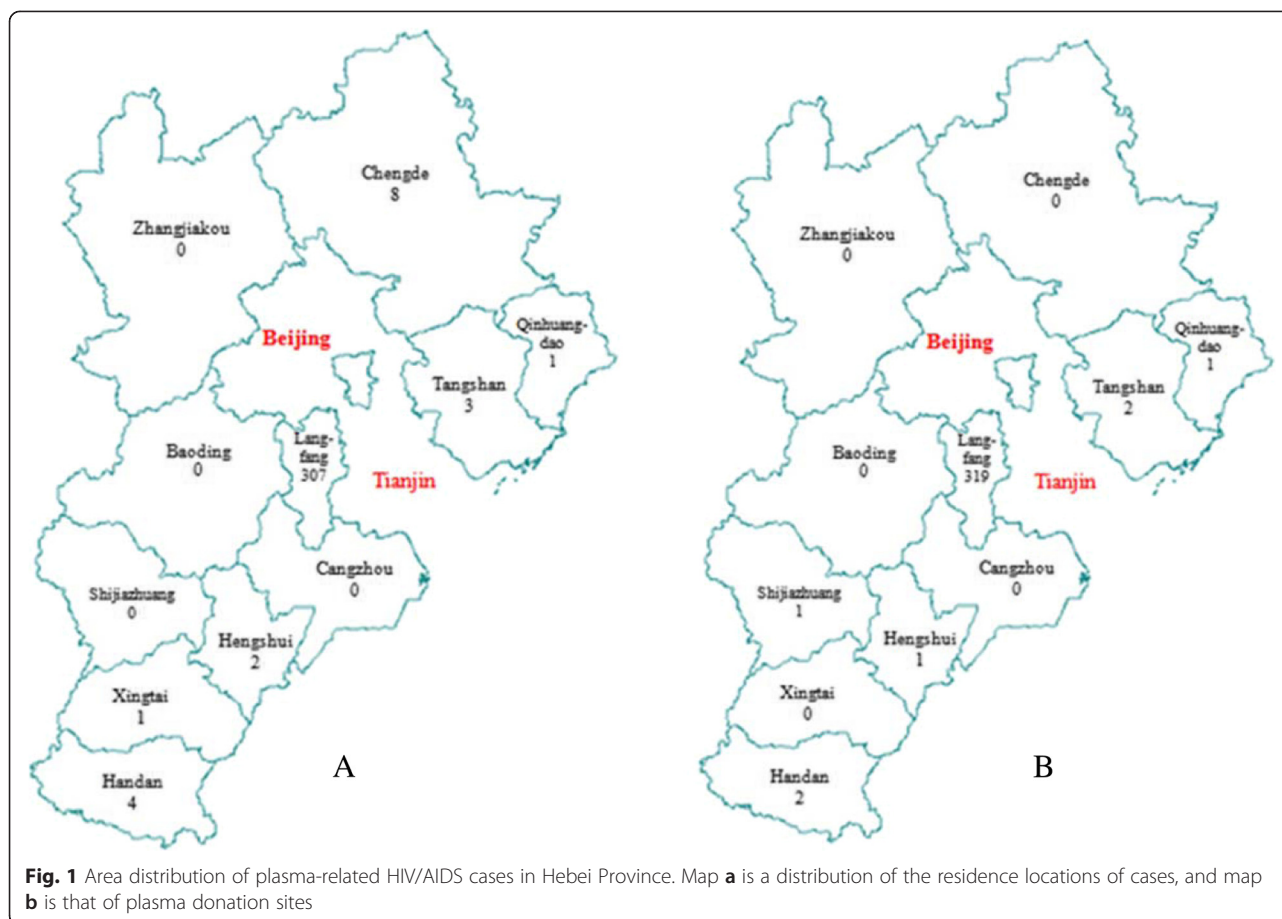 Chengde
8
Zhangjiakou
0
Beijing
Qinhuang-
dao
1
Tangshan
3
Lang-
fang
307
Baoding
0
Tianjin
Cangzhou
0
Shijiazhuang
0
Hengshui
2
Xingtai
1
Handan
4
A
Chengde
0
Zhangjiakou
0
Beijing
Qinhuang-
dao
1
Tangshan
2
Lang-
fang
319
Baoding
0
Tianjin
Cangzhou
0
Shijiazhuang
1
Hengshui
1
Xingtai
0
Handan
2
B
Fig. 1 Area distribution of plasma-related HIV/AIDS cases in Hebei Province. Map a is a distribution of the residence locations of cases, and map
b is that of plasma donation sites